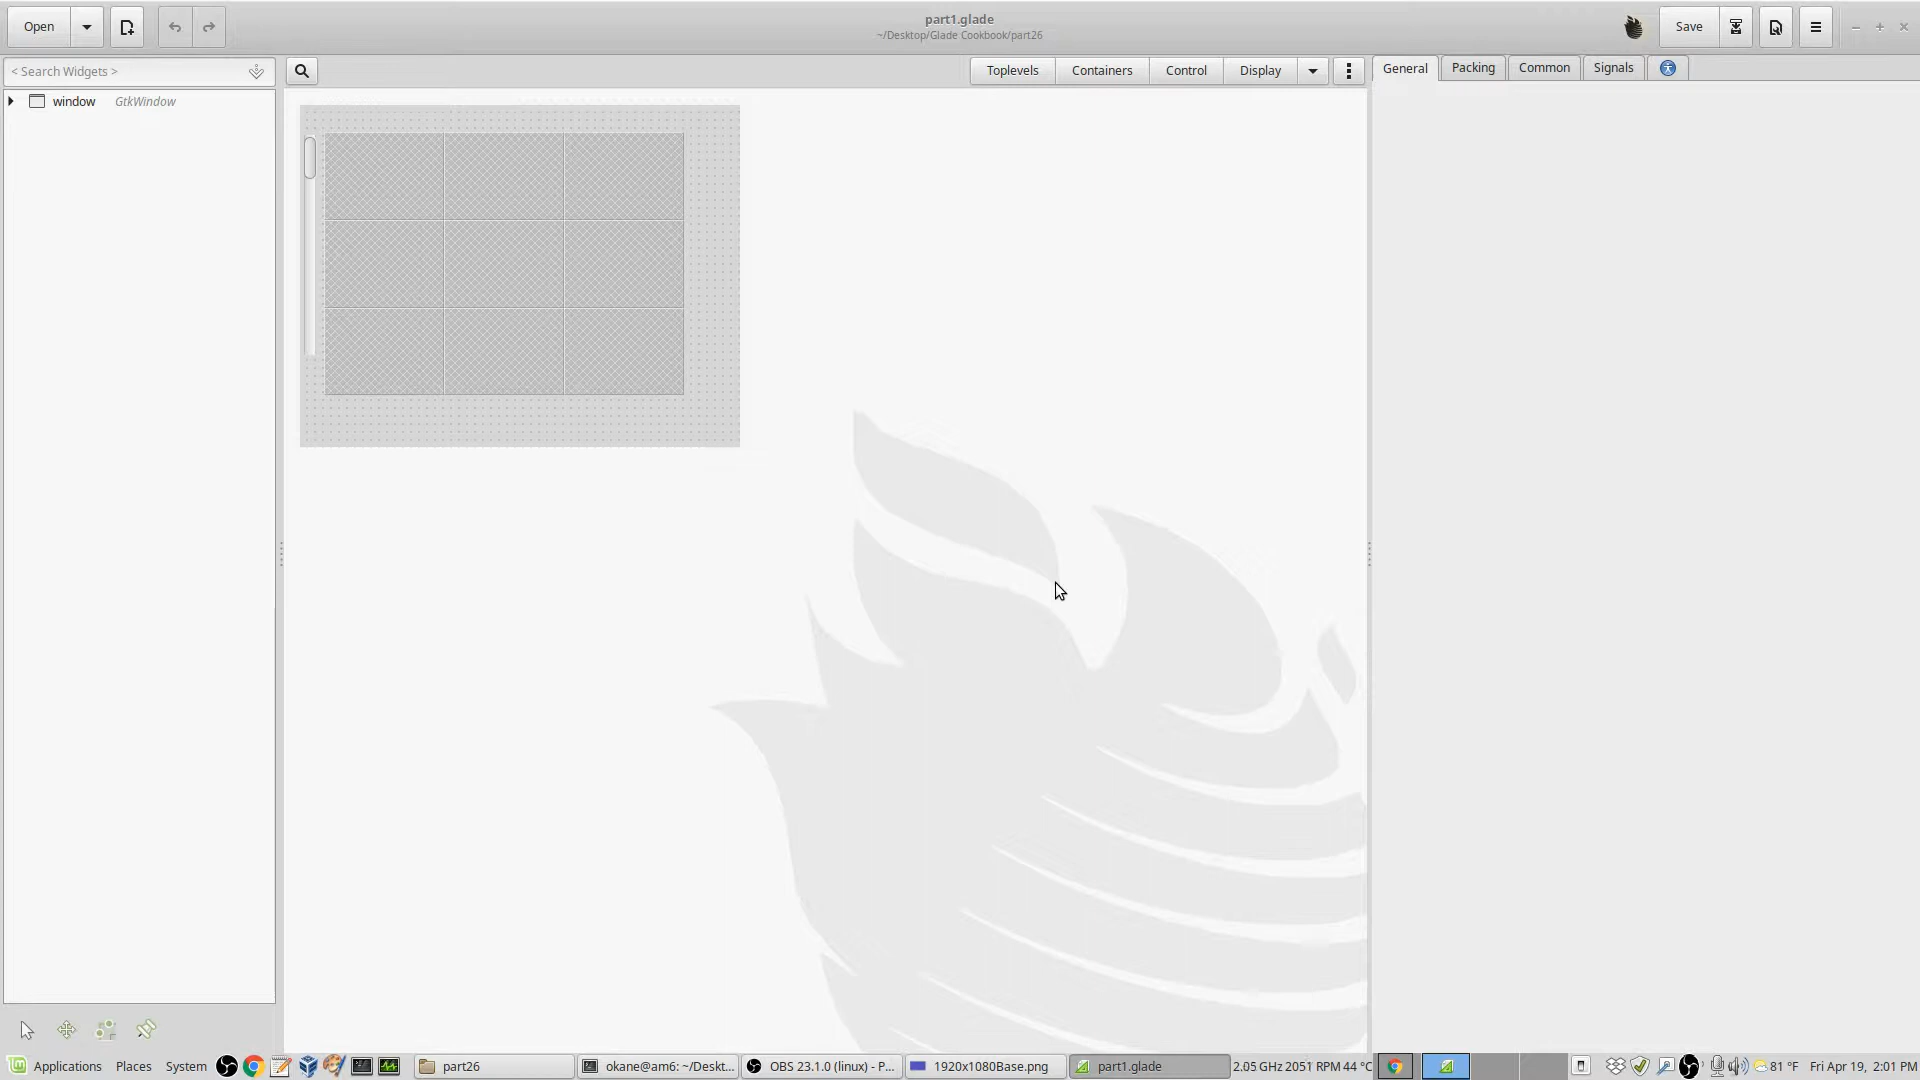 Open
part1.glade
~/Desktop/Glade Cookbook/part26
Save
< Search Widgets >
Toplevels
Containers
Control
Display
General
Packing
Common
Signals
window GtkWindow
Applications
Places
System
part26
okane@am6: ~/Deskt...
OBS 23.1.0 (linux) - P...
1920x1080Base.png
part1.glade
2.05 GHz 2051 RPM 44 °C
81 °F
Fri Apr 19, 2:01 PM